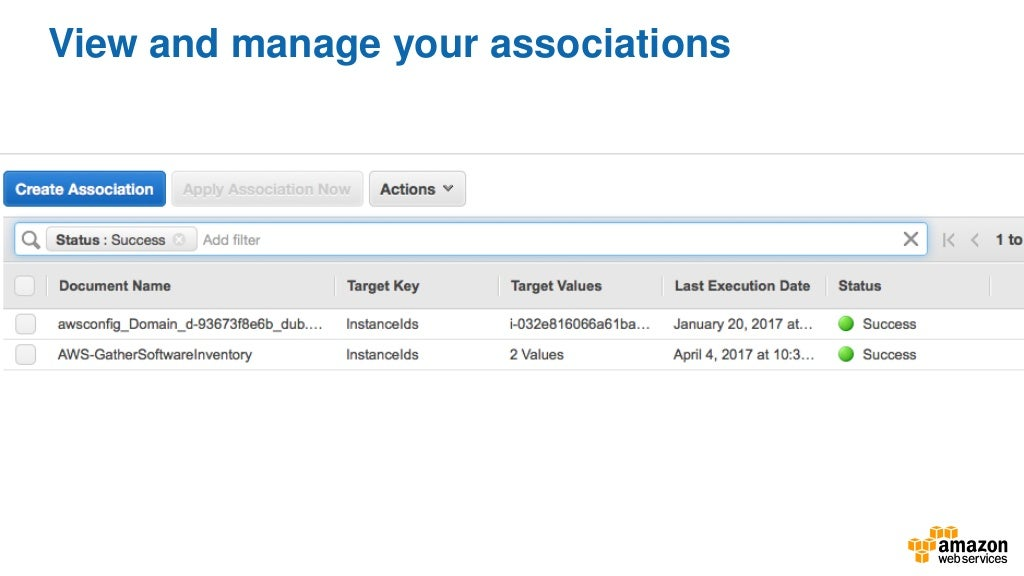 View and manage your associations
Create Association Apply Association Now Actions
Status : Success Add filter 1 to
Document Name Target Key Target Values Last Execution Date Status
awsconfig_Domain_d-93673f8e6b_dub.... InstanceIds i-032e816066a61ba... January 20, 2017 at... Success
AWS-GatherSoftwareInventory InstanceIds 2 Values April 4, 2017 at 10:3... Success
amazon
web services